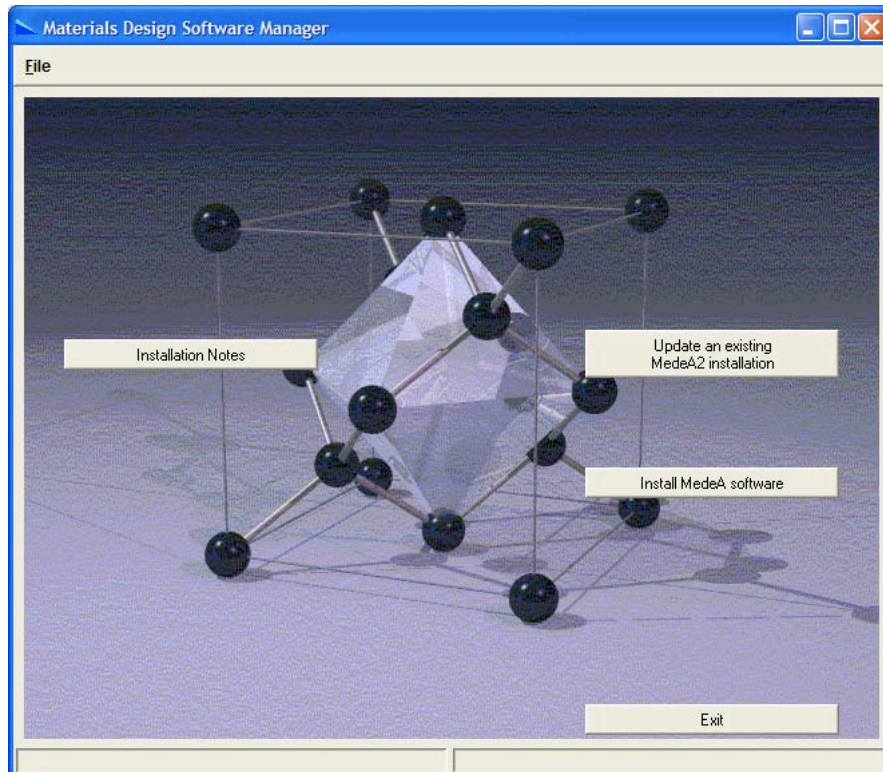 Materials Design Software Manager
File
Installation Notes
Update an existing
MedeA2 installation
Install MedeA software
Exit